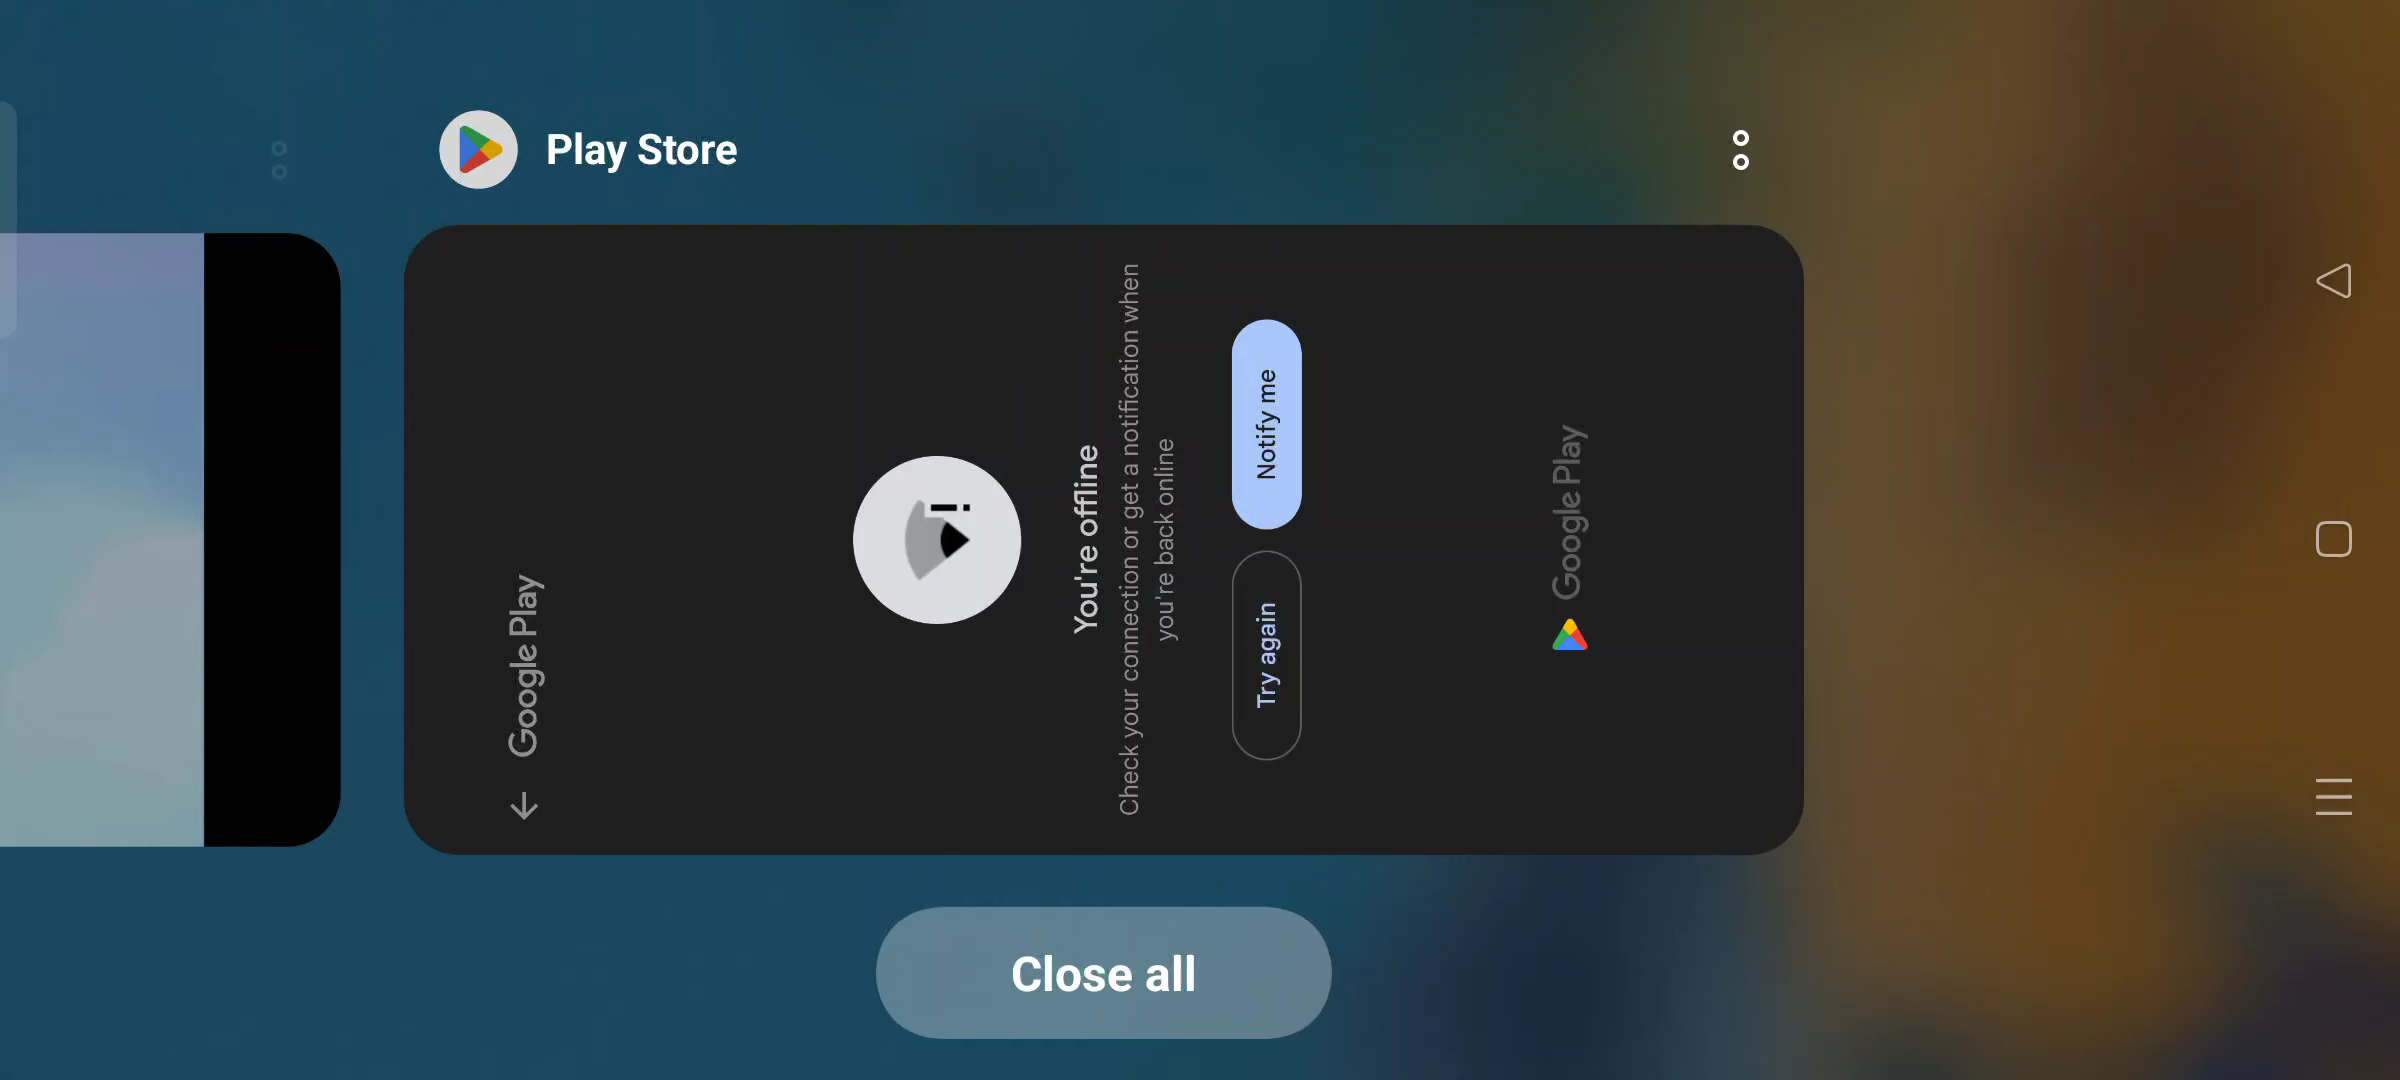 Play Store
Google Play
You're offline
Check your connection or get a notification when
you're back online
Try again
Notify me
Google Play
Close all